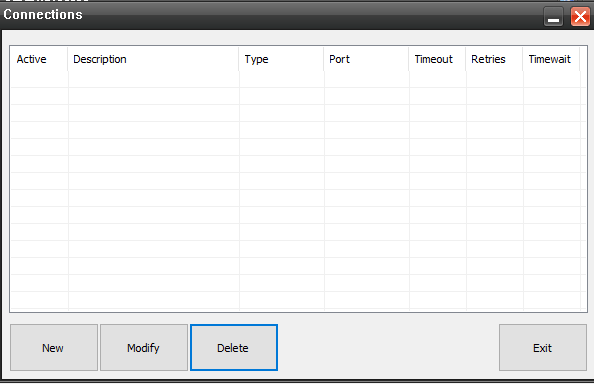 Connections
Active Description Type Port Timeout Retries Timewait
New Modify Delete Exit